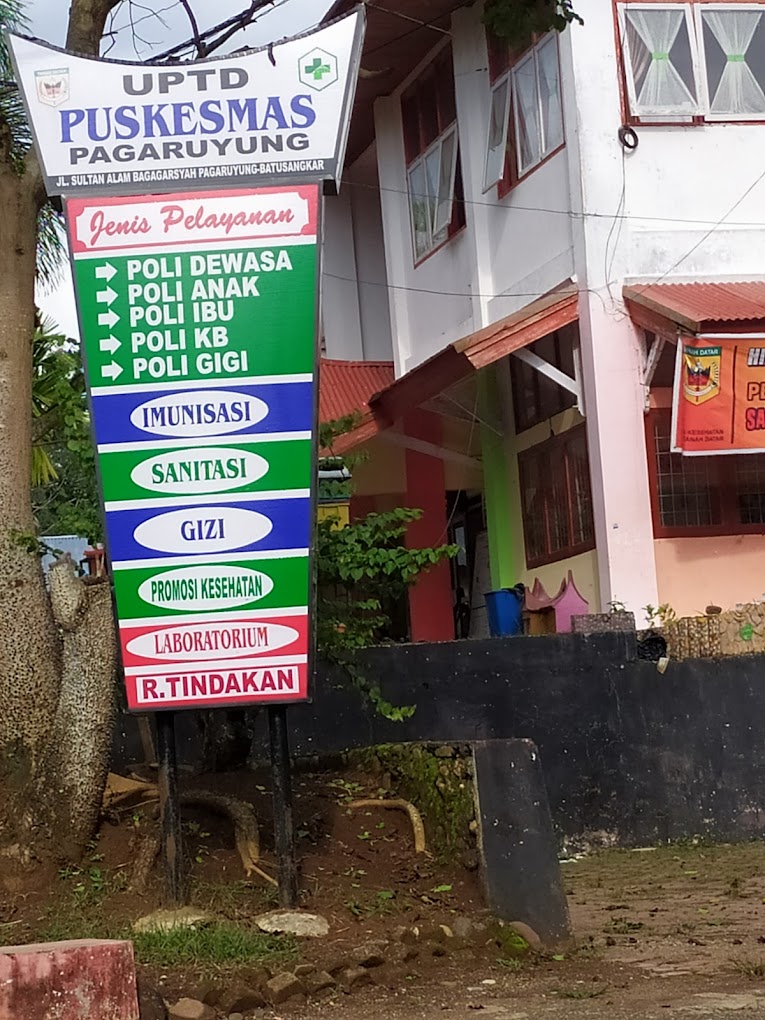 UPTD
PUSKESMAS
PAGARUYUNG
JL. SULTAN ALAM BAGAGARSYAH PAGARUYUNG-BATUSANGKAR
Jenis Pelayanan
POLI DEWASA
POLI ANAK
POLI IBU
POLI KB
POLI GIGI
IMUNISASI
SANITASI
GIZI
PROMOSI KESEHATAN
LABORATORIUM
R.TINDAKAN
KESEHATAN